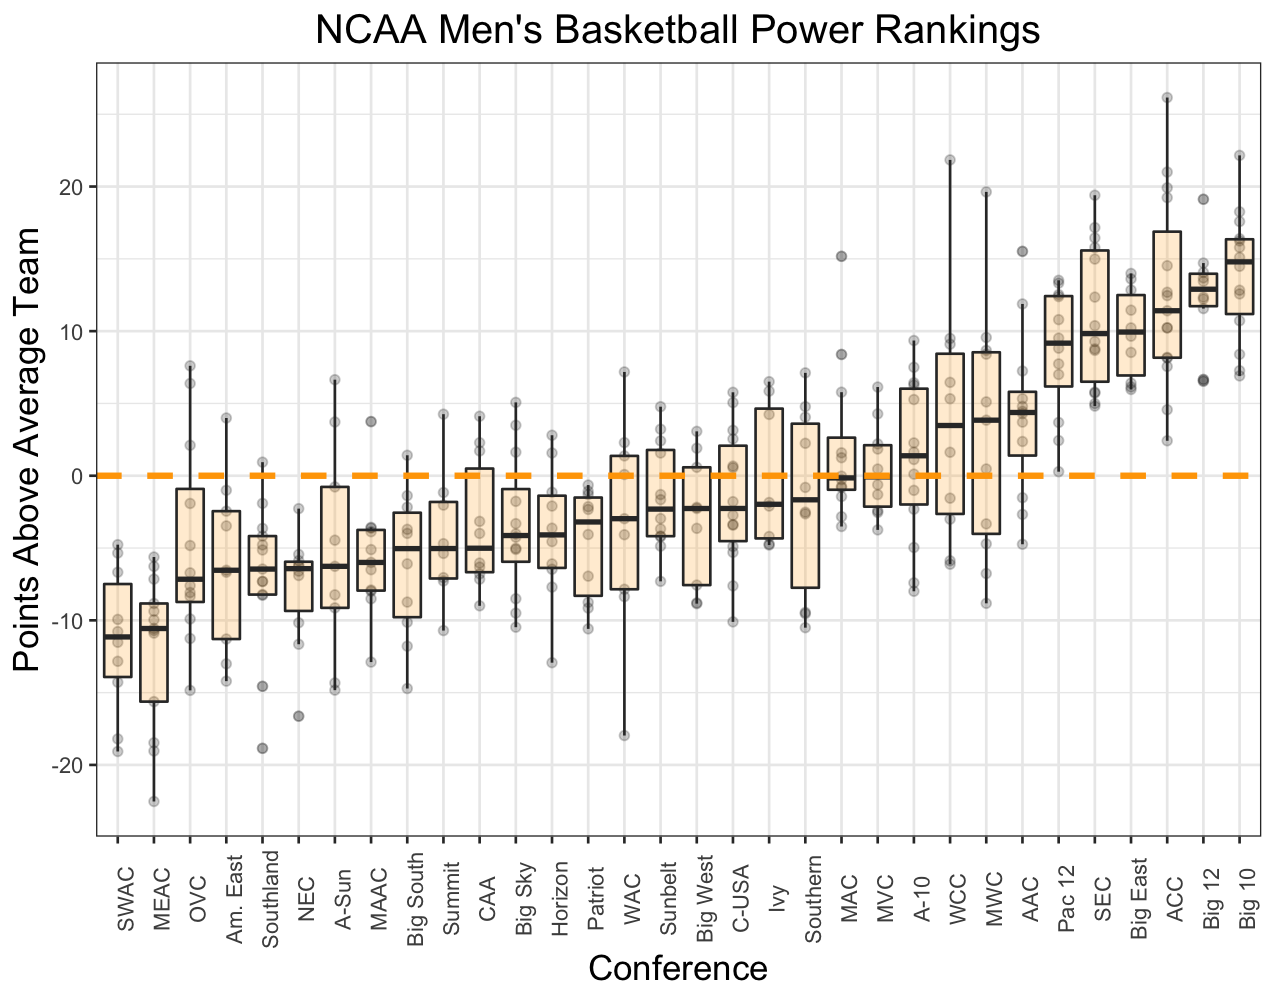 NCAA Men's Basketball Power Rankings
Points Above Average Team
20
10
0
-10
-20
SWAC
MEAC
OVC
Am. East
Southland
NEC
A-Sun
MAAC
Big South
Summit
CAA
Big Sky
Horizon
Patriot
WAC
Sunbelt
Big West
C-USA
Ivy
Southern
MAC
MVC
A-10
WCC
MWC
AAC
Pac 12
SEC
Big East
ACC
Big 12
Big 10
Conference